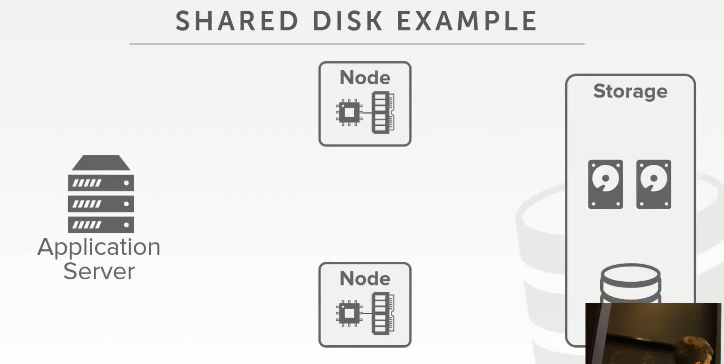 SHARED DISK EXAMPLE
Node
Storage
Application
Server
Node